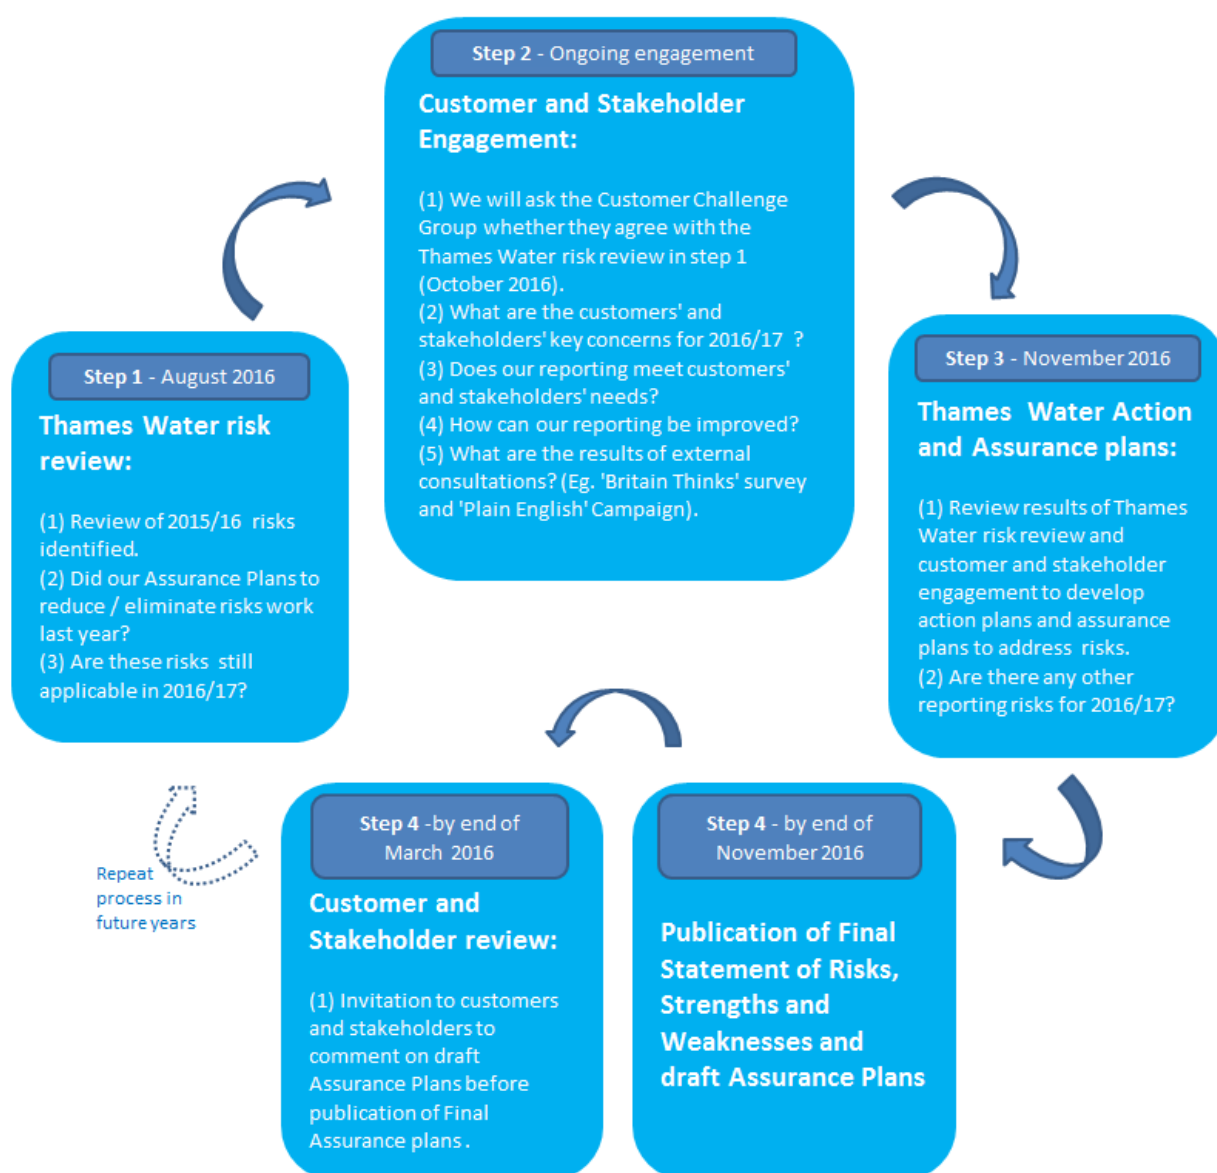 Step 1 - August 2016
Thames Water risk
review:
(1) Review of 2015/16 risks
identified.
(2) Did our Assurance Plans to
reduce / eliminate risks work
last year?
(3) Are these risks still
applicable in 2016/17?
Step 2 - Ongoing engagement
Customer and Stakeholder
Engagement:
(1) We will ask the Customer Challenge
Group whether they agree with the
Thames Water risk review in step 1
(October 2016).
(2) What are the customers' and
stakeholders' key concerns for 2016/17 ?
(3) Does our reporting meet customers'
and stakeholders' needs?
(4) How can our reporting be improved?
(5) What are the results of external
consultations? (Eg. 'Britain Thinks' survey
and 'Plain English' Campaign).
Step 3 - November 2016
Thames Water Action
and Assurance plans:
(1) Review results of Thames
Water risk review and
customer and stakeholder
engagement to develop
action plans and assurance
plans to address risks.
(2) Are there any other
reporting risks for 2016/17?
Step 4 - by end of
November 2016
Publication of Final
Statement of Risks,
Strengths and
Weaknesses and
draft Assurance Plans
Step 4 -by end of
March 2016
Customer and
Stakeholder review:
(1) Invitation to customers
and stakeholders to
comment on draft
Assurance Plans before
publication of Final
Assurance plans .
Repeat
process in
future years